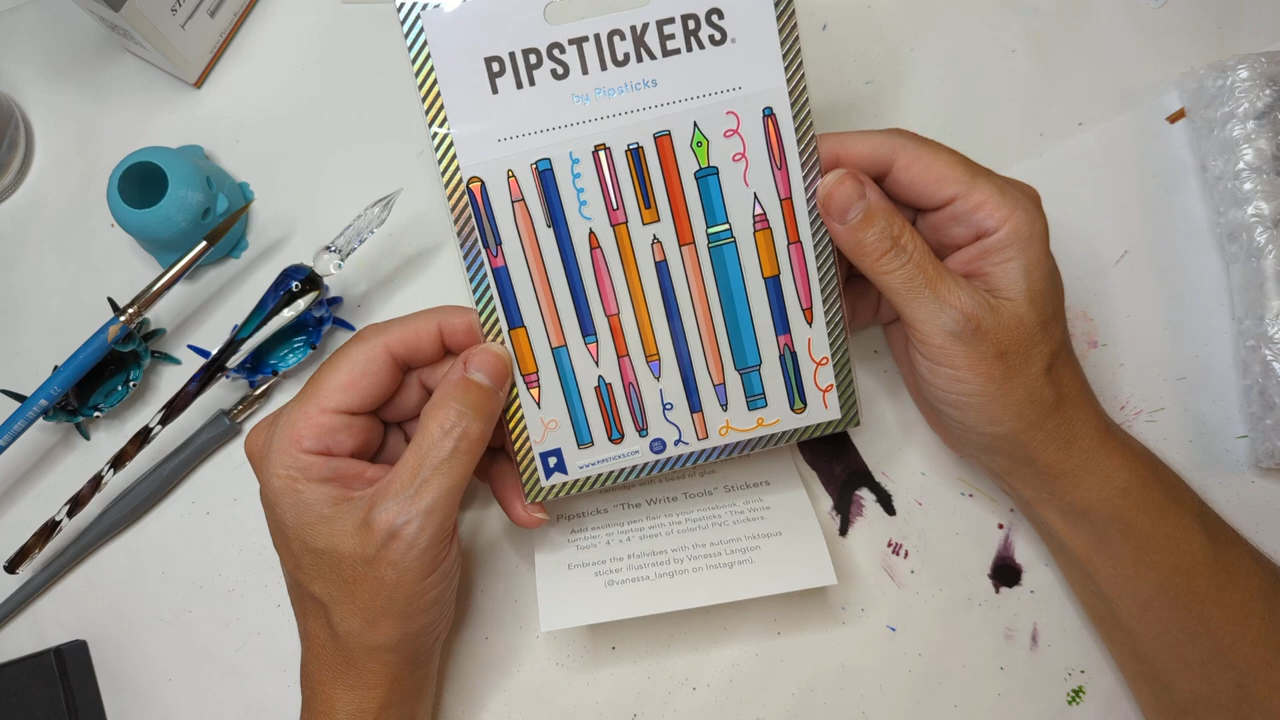 PIPSTICKERS
by Pipsticks
WWW.PIPSTICKS.COM
DEC
2021
cartridge with a bead of glue.
Pipsticks "The Write Tools" Stickers
Add exciting pen flair to your notebook, drink
tumbler, or laptop with the Pipsticks "The Write
Tools" 4" x 4" sheet of colorful PVC stickers.
Embrace the #fallvibes with the autumn Inktopus
sticker illustrated by Vanessa Langton
(@vanessa_langton on Instagram).